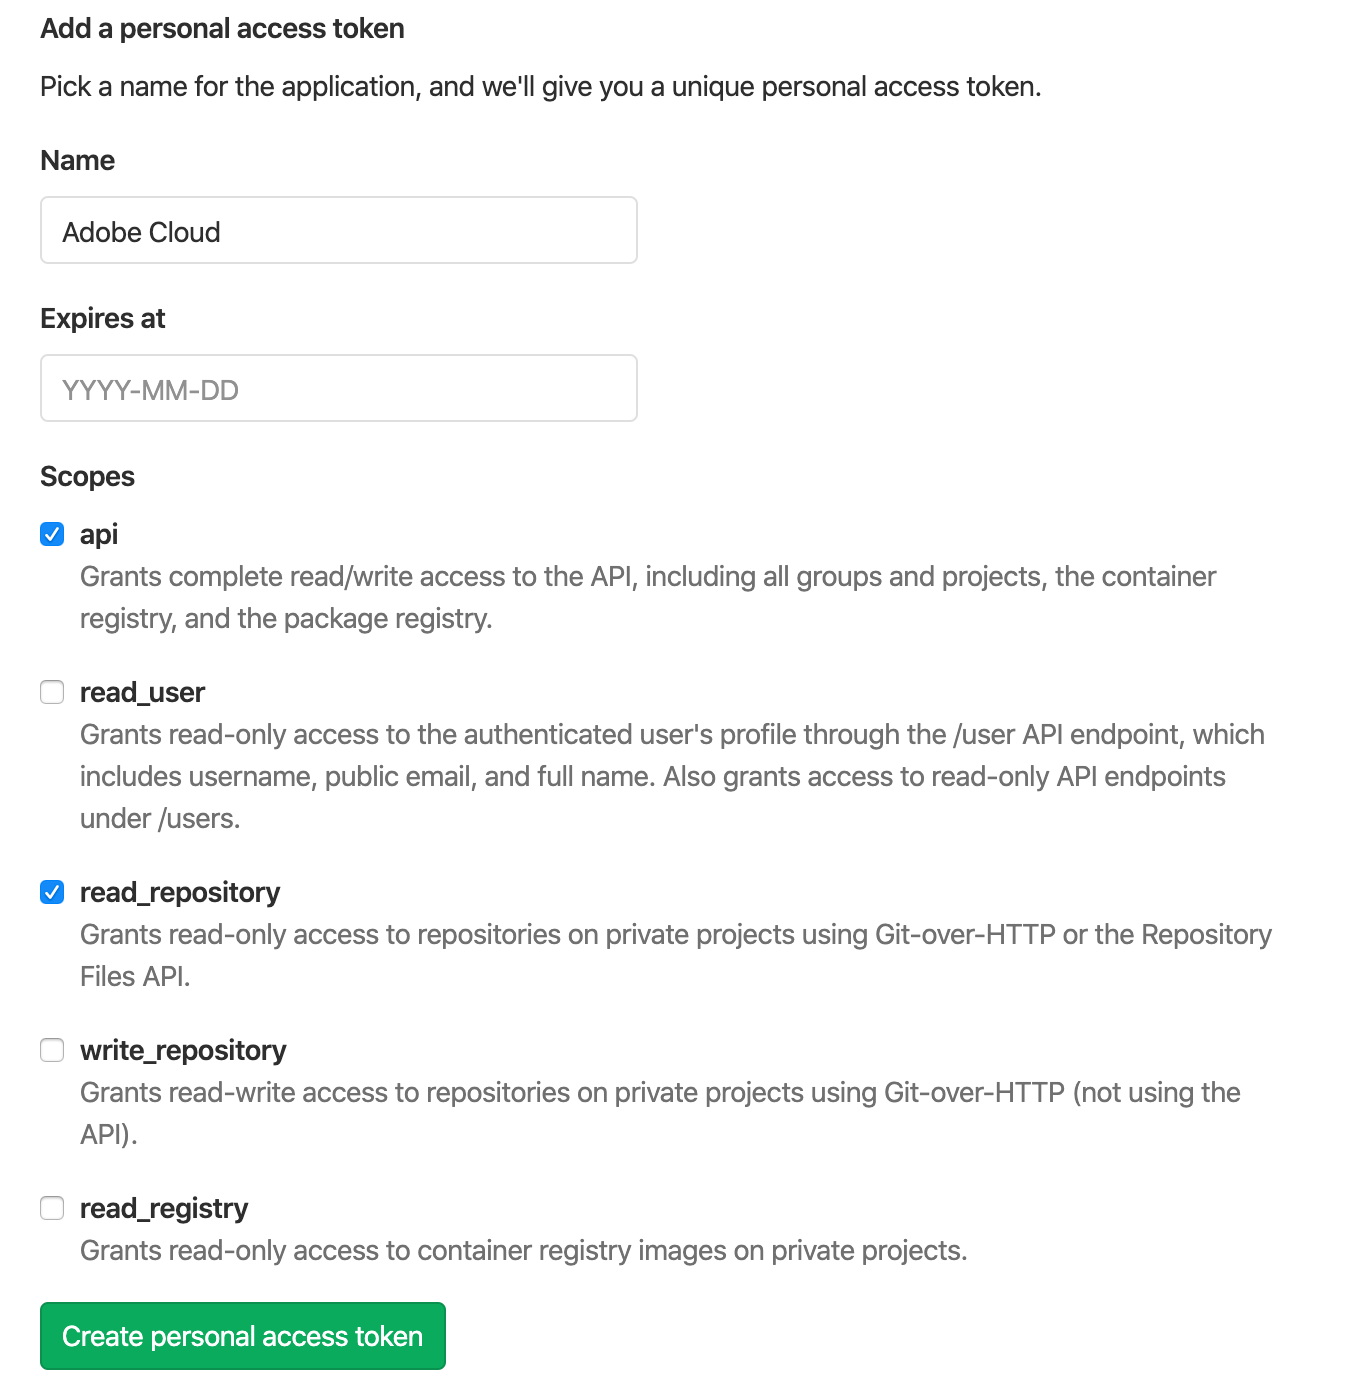 Add a personal access token
Pick a name for the application, and we'll give you a unique personal access token.
Name
Adobe Cloud
Expires at
YYYY-MM-DD
Scopes
api
Grants complete read/write access to the API, including all groups and projects, the container
registry, and the package registry.
read_user
Grants read-only access to the authenticated user's profile through the /user API endpoint, which
includes username, public email, and full name. Also grants access to read-only API endpoints
under /users.
read_repository
Grants read-only access to repositories on private projects using Git-over-HTTP or the Repository
Files API.
write_repository
Grants read-write access to repositories on private projects using Git-over-HTTP (not using the
API).
read_registry
Grants read-only access to container registry images on private projects.
Create personal access token